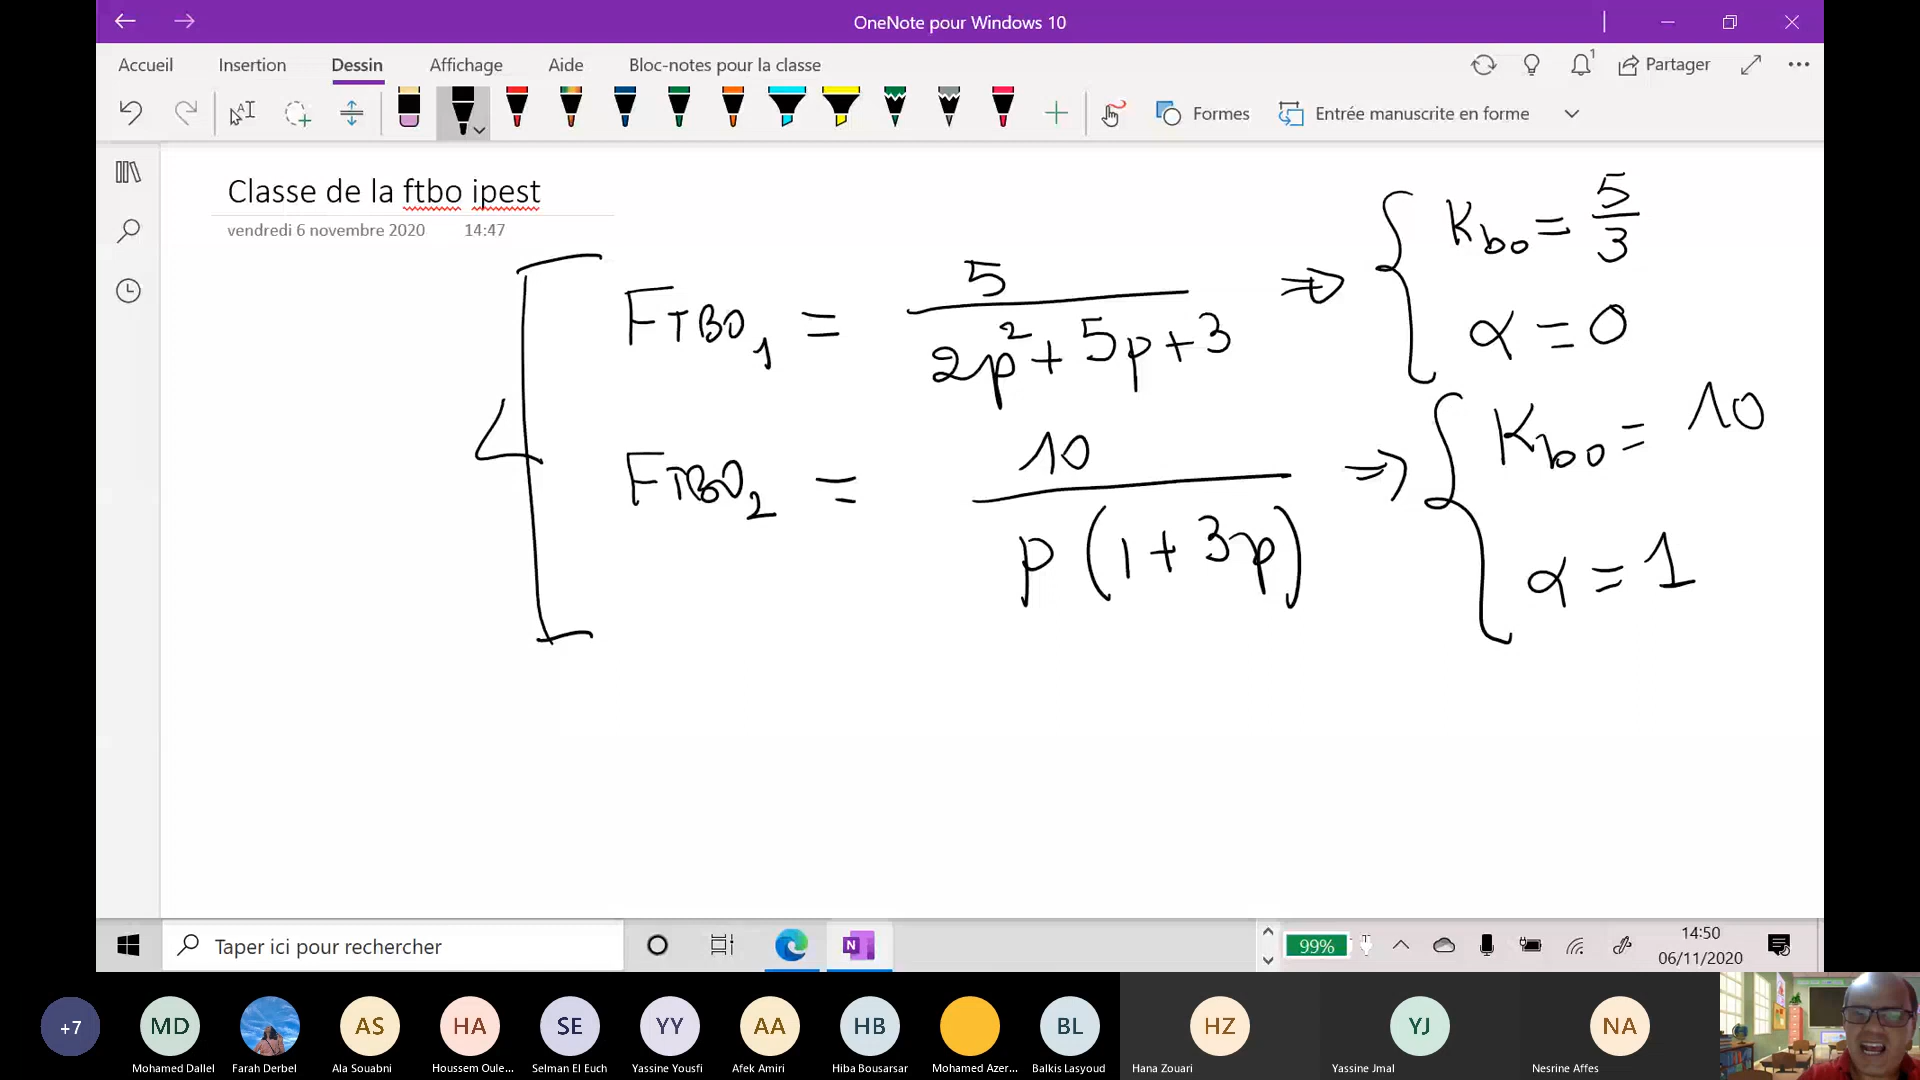 OneNote pour Windows 10
Accueil Insertion Dessin Affichage Aide Bloc-notes pour la classe 1 Partager
Formes Entrée manuscrite en forme
Classe de la ftbo ipest
vendredi 6 novembre 2020 14:47
FTBO₁ = 5 / (2p² + 5p + 3) ⇒ { Kbo = 5/3
α = 0
FTBO₂ = 10 / (p (1 + 3p)) ⇒ { Kbo = 10
α = 1
Taper ici pour rechercher
99%
14:50
06/11/2020
+7 MD AS HA SE YY AA HB BL HZ YJ NA
Mohamed Dallel Farah Derbel Ala Souabni Houssem Oule... Selman El Euch Yassine Yousfi Afek Amiri Hiba Bousarsar Mohamed Azer... Balkis Lasyoud Hana Zouari Yassine Jmal Nesrine Affes